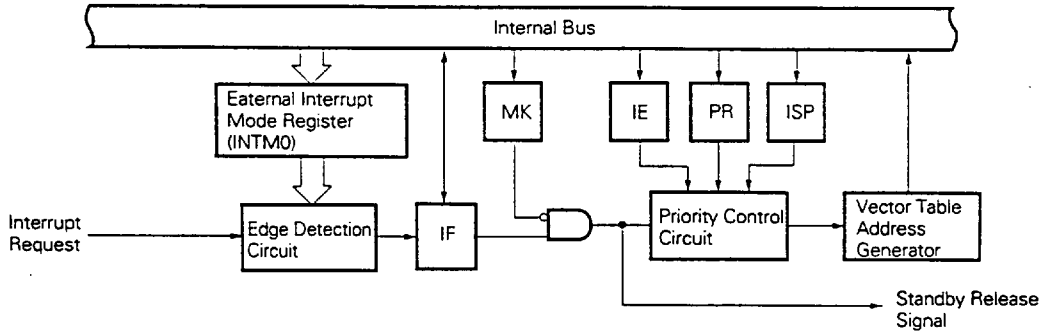 Internal Bus
Eaternal Interrupt
Mode Register
(INTM0)
MK
IE
PR
ISP
Interrupt
Request
Edge Detection
Circuit
IF
Priority Control
Circuit
Vector Table
Address
Generator
Standby Release
Signal